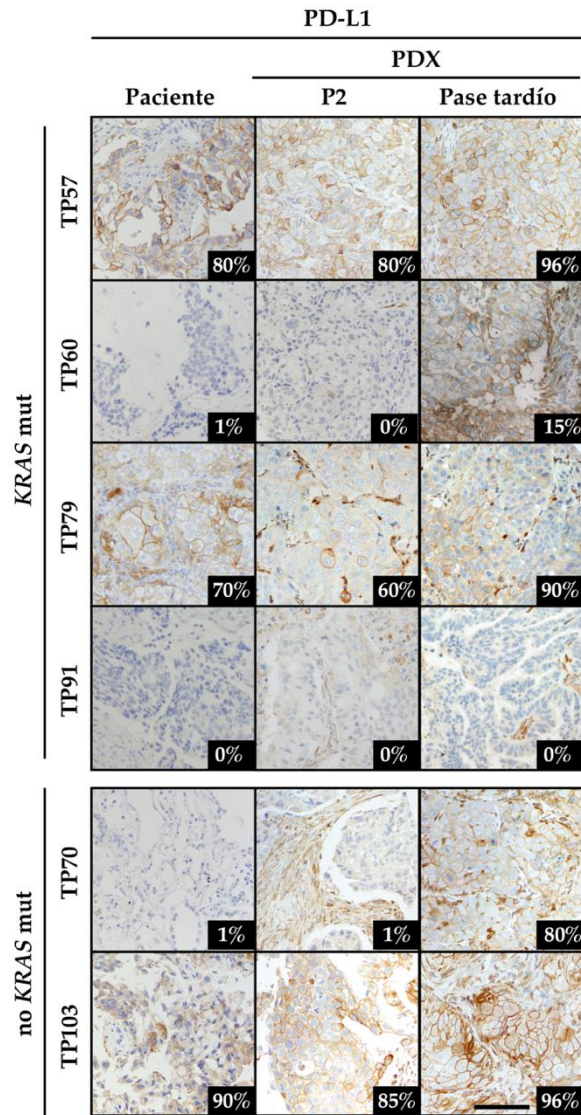 PD-L1
PDX
Paciente P2 Pase tardío
KRAS mut
TP57
80% 80% 96%
TP60
1% 0% 15%
TP79
70% 60% 90%
TP91
0% 0% 0%
no KRAS mut
TP70
1% 1% 80%
TP103
90% 85% 96%